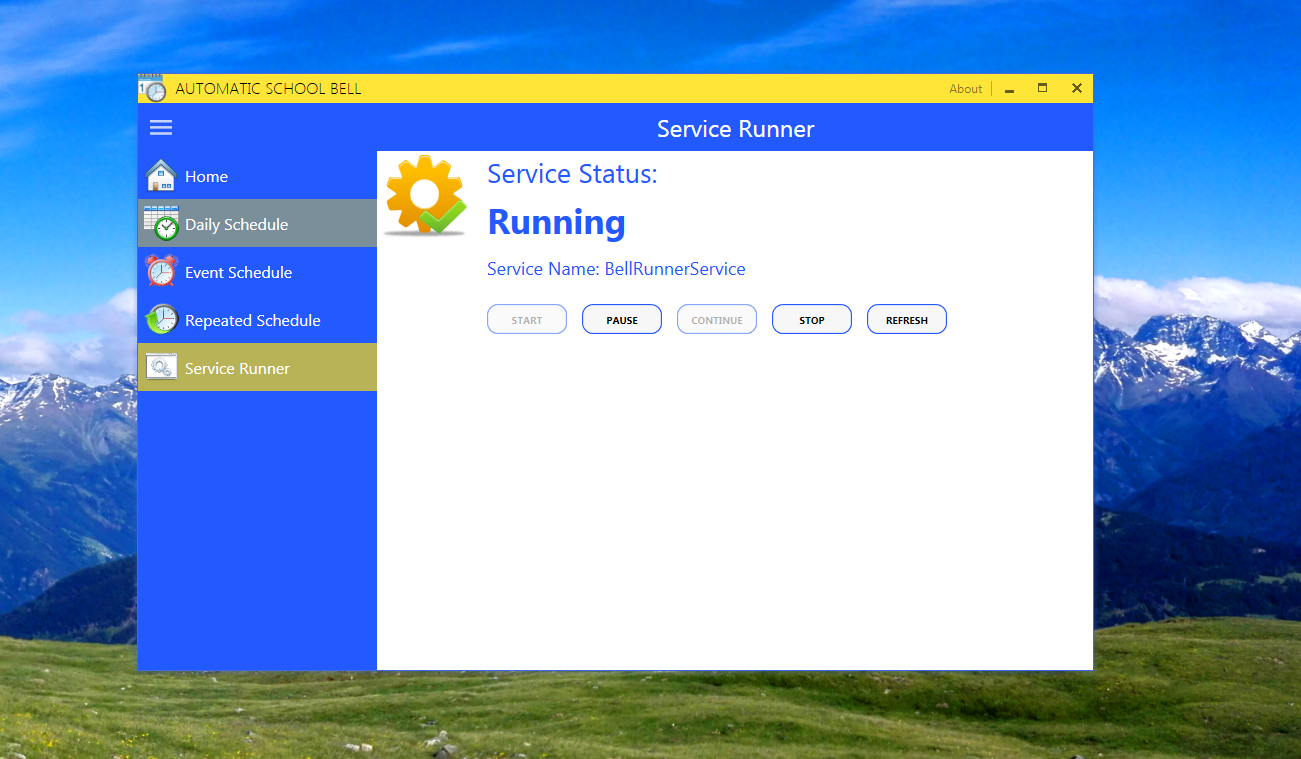 AUTOMATIC SCHOOL BELL
About
Service Runner
Home
Daily Schedule
Event Schedule
Repeated Schedule
Service Runner
Service Status:
Running
Service Name: BellRunnerService
START PAUSE CONTINUE STOP REFRESH